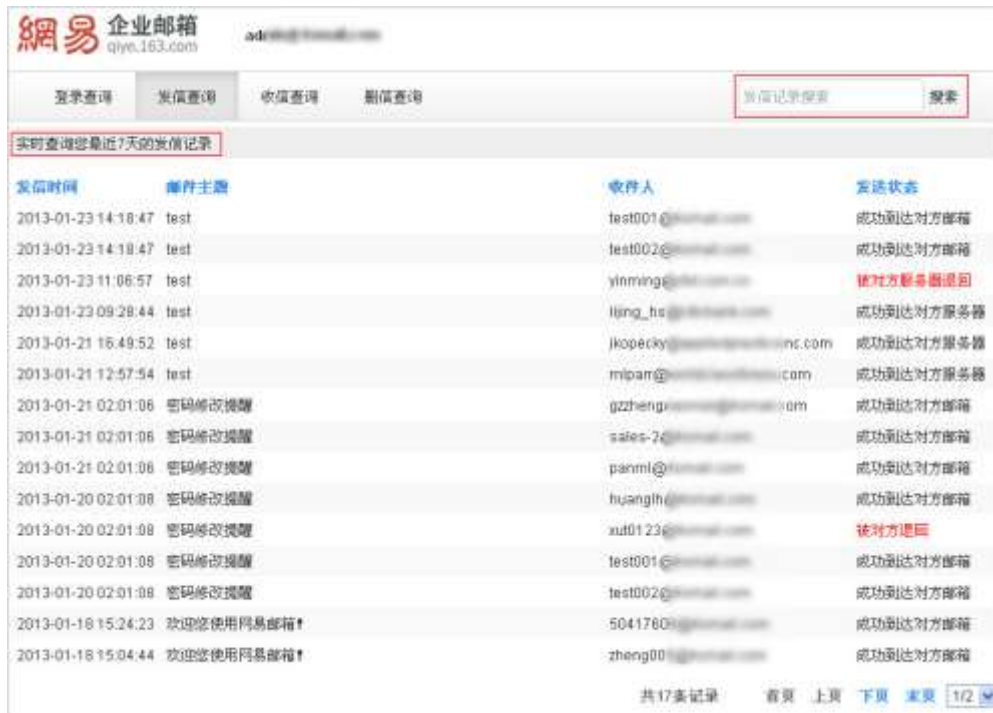 網易 企业邮箱
qiye.163.com
登录查询 发信查询 收信查询 删信查询 发信记录搜索 搜索
实时查询您最近7天的发信记录
发信时间 邮件主题 收件人 发送状态
2013-01-23 14:18:47 test test001@ 成功到达对方邮箱
2013-01-23 14:18:47 test test002@ 成功到达对方邮箱
2013-01-23 11:06:57 test yinming@ 被对方服务器退回
2013-01-23 09:28:44 test lijing_hs@ 成功到达对方服务器
2013-01-21 16:49:52 test jkopecky@ nc.com 成功到达对方服务器
2013-01-21 12:57:54 test mlparr@ .com 成功到达对方服务器
2013-01-21 02:01:06 密码修改提醒 gzzheng om 成功到达对方邮箱
2013-01-21 02:01:06 密码修改提醒 sales-2@ 成功到达对方邮箱
2013-01-21 02:01:06 密码修改提醒 panml@ 成功到达对方邮箱
2013-01-20 02:01:08 密码修改提醒 huanglh@ 成功到达对方邮箱
2013-01-20 02:01:08 密码修改提醒 xut0123@ 被对方退回
2013-01-20 02:01:08 密码修改提醒 test001@ 成功到达对方邮箱
2013-01-20 02:01:08 密码修改提醒 test002@ 成功到达对方邮箱
2013-01-18 15:24:23 欢迎您使用网易邮箱! 5041760 成功到达对方邮箱
2013-01-18 15:04:44 欢迎您使用网易邮箱! zheng00 成功到达对方邮箱
共17条记录 首页 上页 下页 末页 1/2